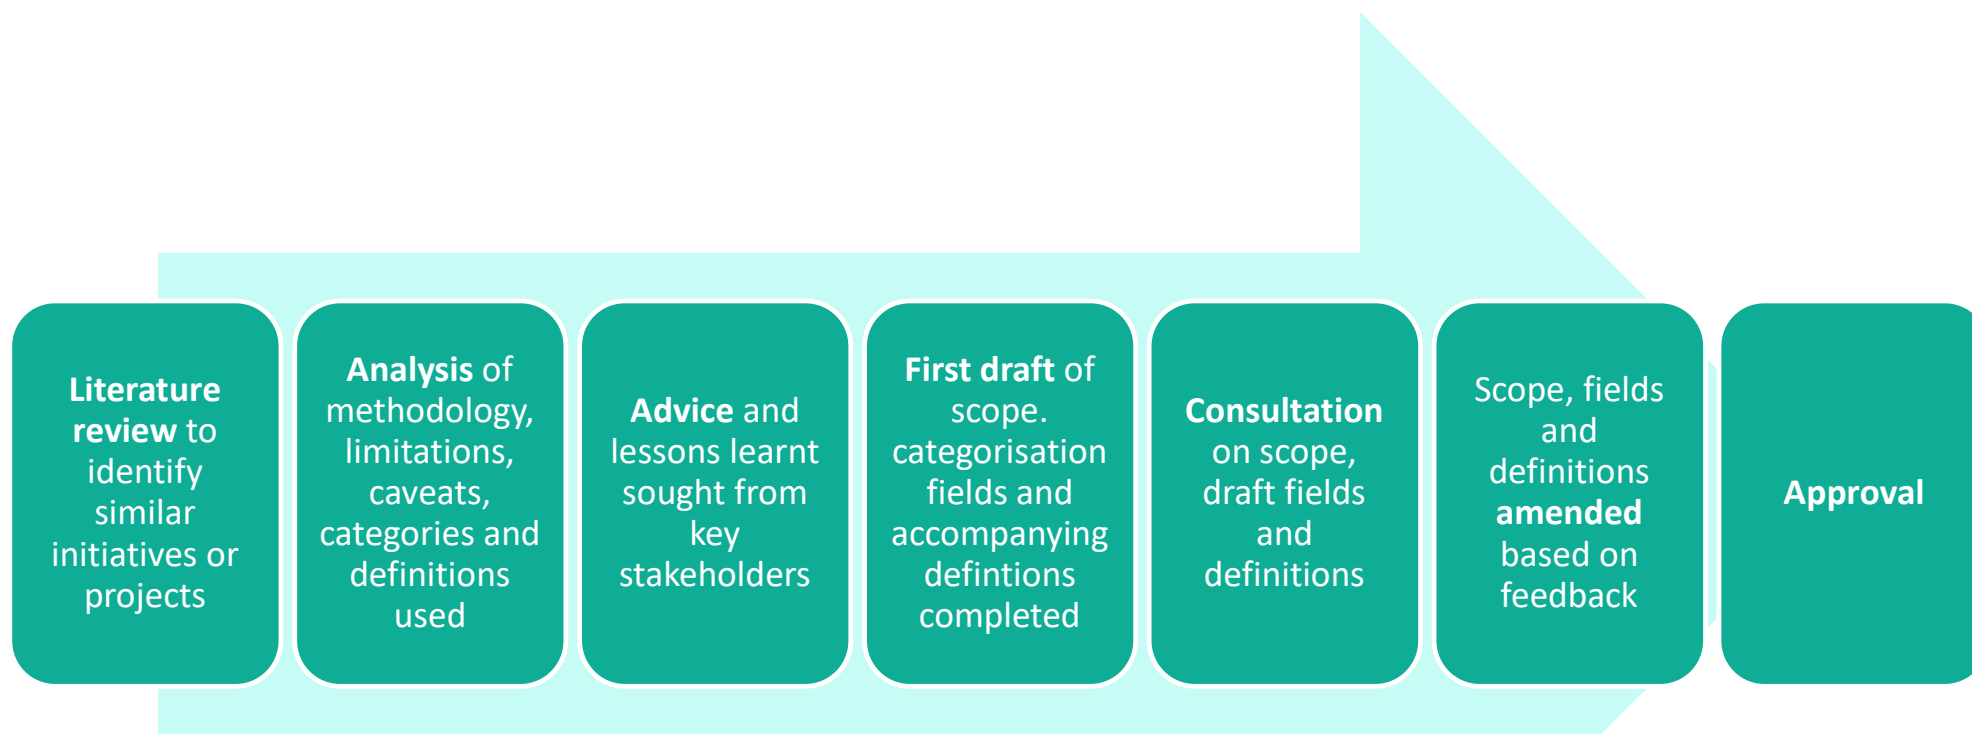 Literature
review to
identify
similar
initiatives or
projects
Analysis of
methodology,
limitations,
caveats,
categories and
definitions
used
Advice and
lessons learnt
sought from
key
stakeholders
First draft of
scope.
categorisation
fields and
accompanying
defintions
completed
Consultation
on scope,
draft fields
and
definitions
Scope, fields
and
definitions
amended
based on
feedback
Approval